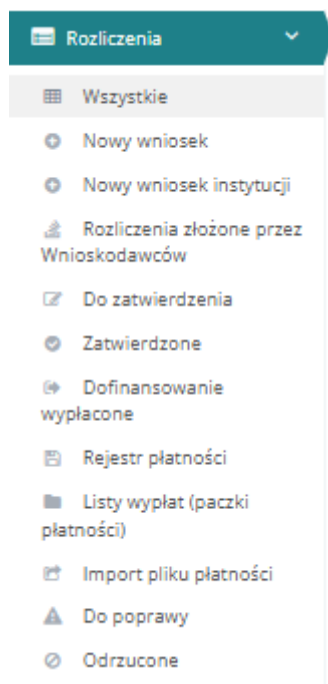 Rozliczenia
Wszystkie
Nowy wniosek
Nowy wniosek instytucji
Rozliczenia złożone przez
Wnioskodawców
Do zatwierdzenia
Zatwierdzone
Dofinansowanie
wypłacone
Rejestr płatności
Listy wypłat (paczki
płatności)
Import pliku płatności
Do poprawy
Odrzucone